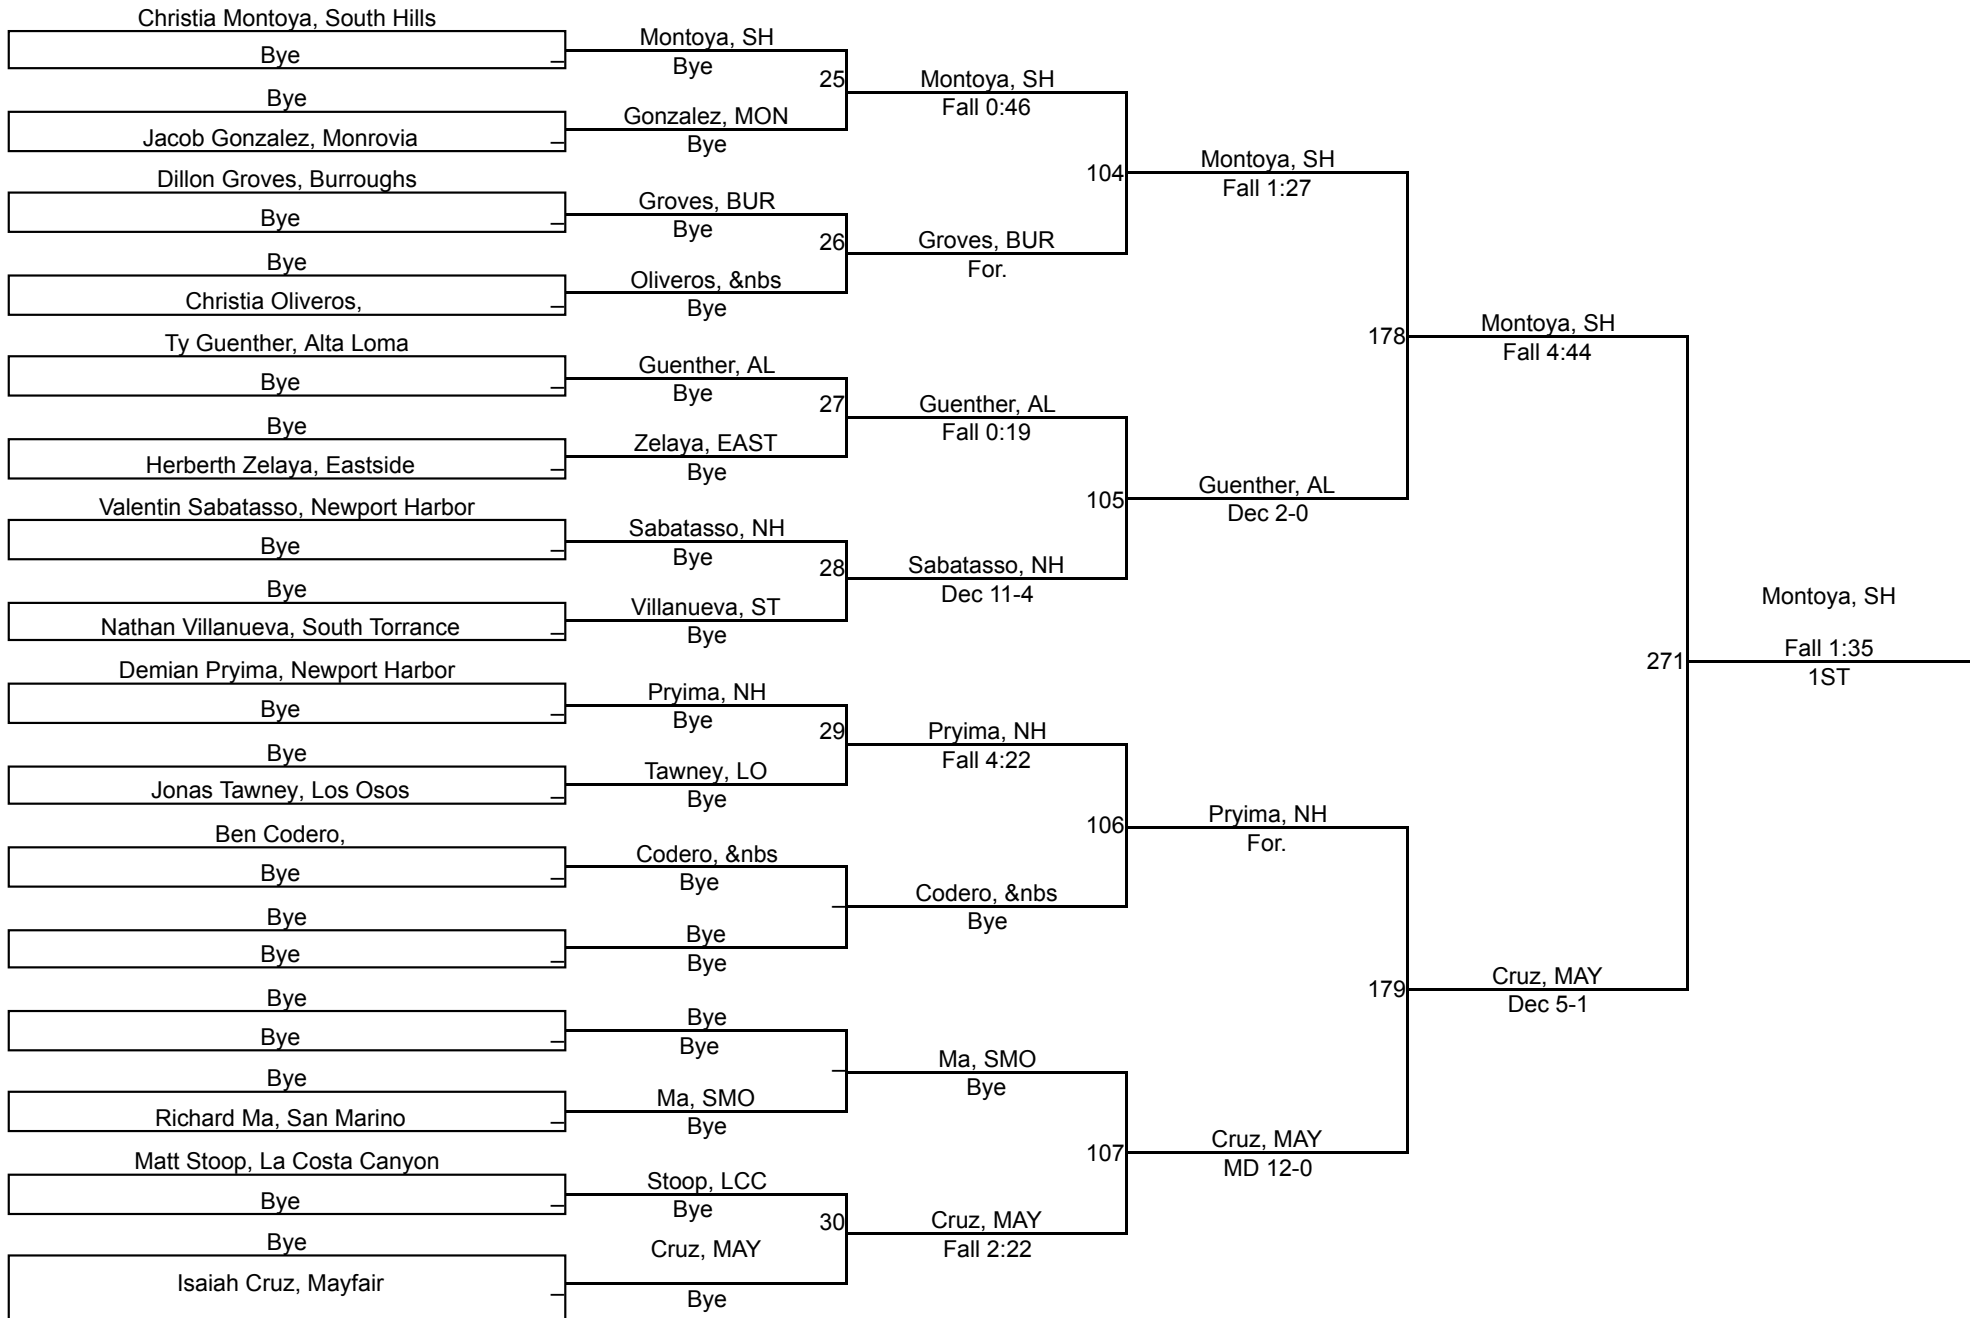 Christia Montoya, South Hills
Bye
Bye
Jacob Gonzalez, Monrovia
Dillon Groves, Burroughs
Bye
Bye
Christia Oliveros,
Ty Guenther, Alta Loma
Bye
Bye
Herberth Zelaya, Eastside
Valentin Sabatasso, Newport Harbor
Bye
Bye
Nathan Villanueva, South Torrance
Demian Pryima, Newport Harbor
Bye
Bye
Jonas Tawney, Los Osos
Ben Codero,
Bye
Bye
Bye
Bye
Bye
Bye
Richard Ma, San Marino
Matt Stoop, La Costa Canyon
Bye
Bye
Isaiah Cruz, Mayfair
Montoya, SH
Bye
25
Gonzalez, MON
Bye
Groves, BUR
Bye
26
Oliveros, &nbs
Bye
Guenther, AL
Bye
27
Zelaya, EAST
Bye
Sabatasso, NH
Bye
28
Villanueva, ST
Bye
Pryima, NH
Bye
29
Tawney, LO
Bye
Codero, &nbs
Bye
Bye
Bye
Bye
Bye
Ma, SMO
Bye
Stoop, LCC
Bye
30
Cruz, MAY
Bye
Montoya, SH
Fall 0:46
104
Groves, BUR
For.
Guenther, AL
Fall 0:19
105
Sabatasso, NH
Dec 11-4
Pryima, NH
Fall 4:22
106
Codero, &nbs
Bye
Ma, SMO
Bye
107
Cruz, MAY
Fall 2:22
Montoya, SH
Fall 1:27
178
Guenther, AL
Dec 2-0
Pryima, NH
For.
179
Cruz, MAY
MD 12-0
Montoya, SH
Fall 4:44
271
Cruz, MAY
Dec 5-1
Montoya, SH
Fall 1:35
1ST